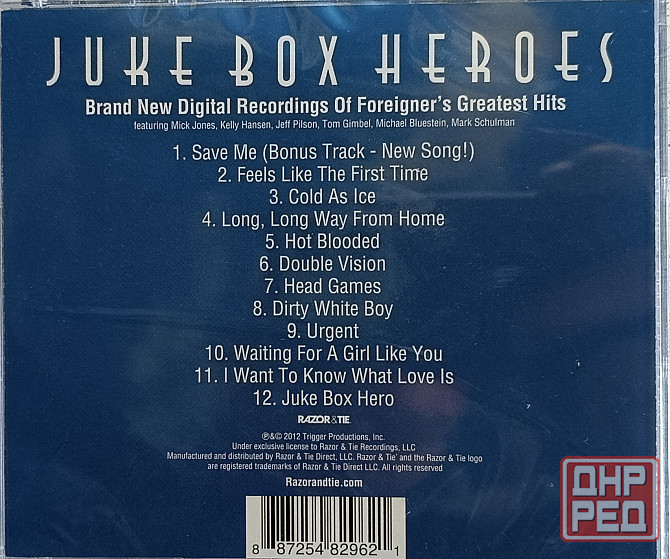 JUKE BOX HEROES
Brand New Digital Recordings Of Foreigner's Greatest Hits
featuring Mick Jones, Kelly Hansen, Jeff Pilson, Tom Gimbel, Michael Bluestein, Mark Schulman
1. Save Me (Bonus Track - New Song!)
2. Feels Like The First Time
3. Cold As Ice
4. Long, Long Way From Home
5. Hot Blooded
6. Double Vision
7. Head Games
8. Dirty White Boy
9. Urgent
10. Waiting For A Girl Like You
11. I Want To Know What Love Is
12. Juke Box Hero
RAZOR & TIE
℗&© 2012 Trigger Productions, Inc.
Under exclusive license to Razor & Tie Recordings, LLC
Manufactured and distributed by Razor & Tie Direct, LLC. Razor & Tie' and the Razor & Tie logo
are registered trademarks of Razor & Tie Direct LLC. All rights reserved
Razorandtie.com
8 87254 82962 1
ДНР
РЕД